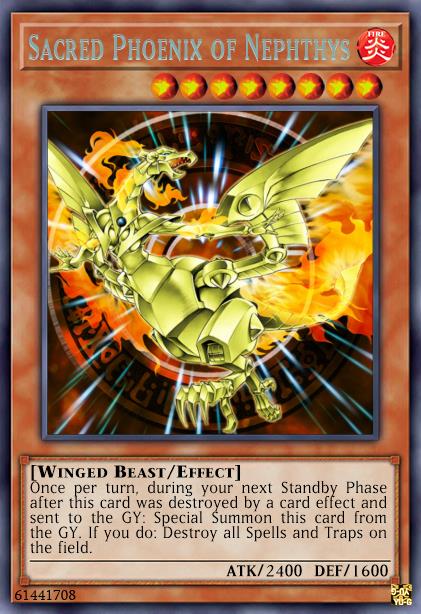 Sacred Phoenix of Nephthys
FIRE
炎
[Winged Beast/Effect]
Once per turn, during your next Standby Phase
after this card was destroyed by a card effect and
sent to the GY: Special Summon this card from
the GY. If you do: Destroy all Spells and Traps on
the field.
ATK/2400 DEF/1600
61441708